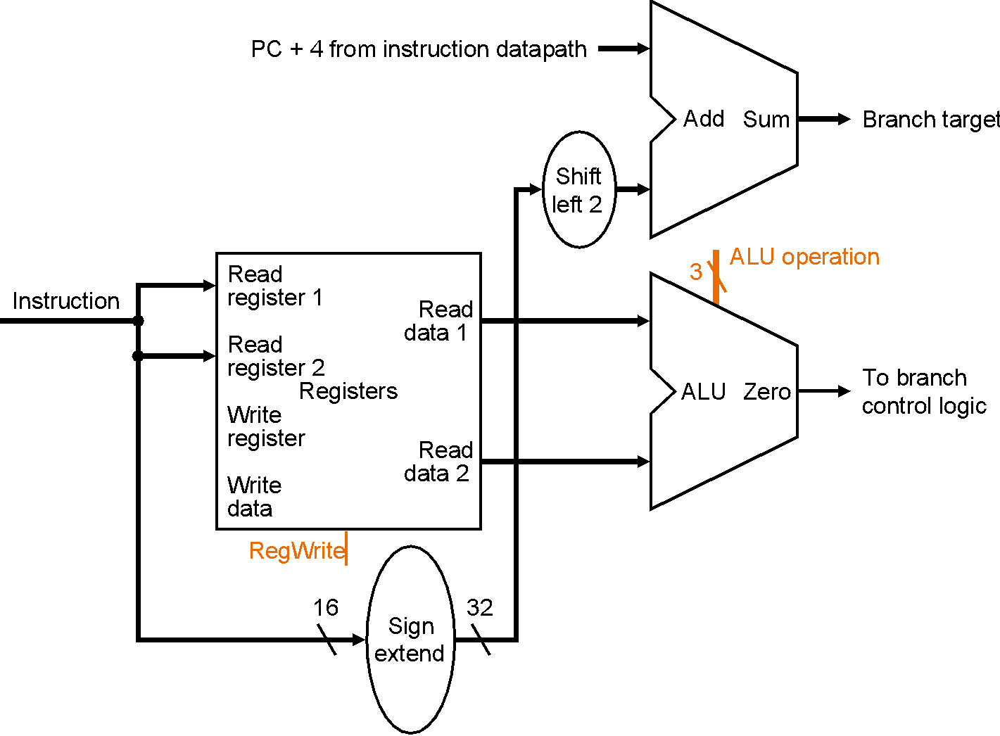 PC + 4 from instruction datapath
Add
Sum
Branch target
Shift
left 2
3
ALU operation
Instruction
Read
register 1
Read
data 1
Read
register 2
Registers
Write
register
Read
data 2
Write
data
ALU
Zero
To branch
control logic
RegWrite
16
Sign
extend
32